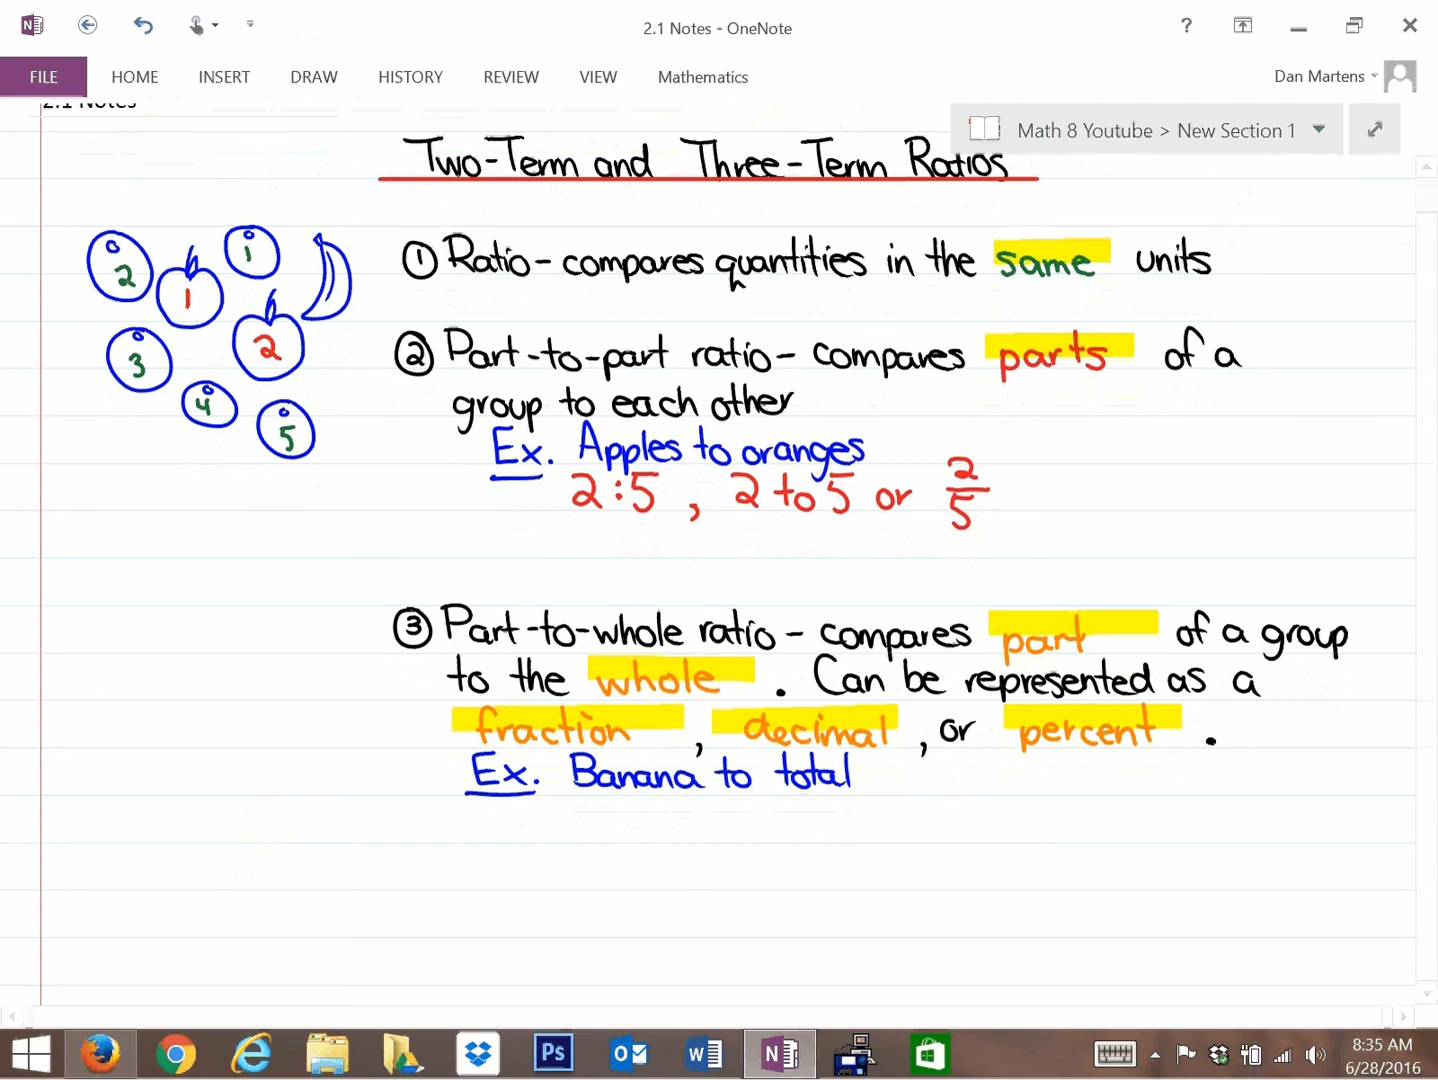 2.1 Notes - OneNote
?
FILE HOME INSERT DRAW HISTORY REVIEW VIEW Mathematics
Dan Martens
2.1 Notes
Math 8 Youtube > New Section 1
Two-Term and Three-Term Ratios
① Ratio - compares quantities in the same units
② Part-to-part ratio - compares parts of a
group to each other
Ex. Apples to oranges
2:5 , 2 to 5 or 2/5
③ Part-to-whole ratio - compares part of a group
to the whole . Can be represented as a
fraction , decimal , or percent .
Ex. Banana to total
2
1
1
3
2
4
5
Ps
8:35 AM
6/28/2016